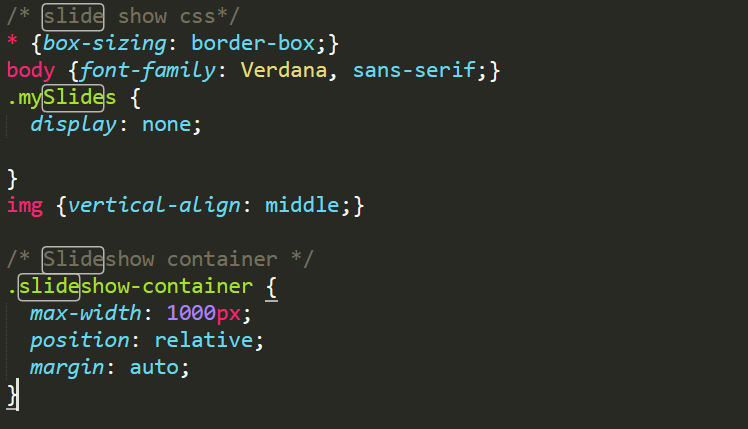 /* slide show css*/
* {box-sizing: border-box;}
body {font-family: Verdana, sans-serif;}
.mySlides {
  display: none;

}
img {vertical-align: middle;}

/* Slideshow container */
.slideshow-container {
  max-width: 1000px;
  position: relative;
  margin: auto;
}